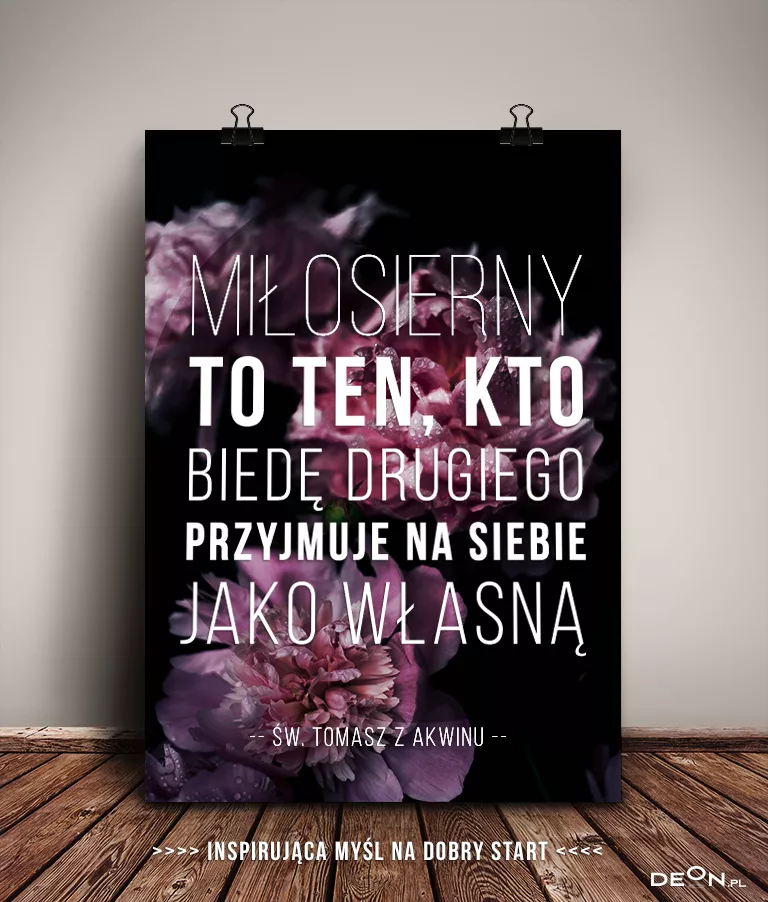 MIŁOSIERNY
TO TEN, KTO
BIEDĘ DRUGIEGO
PRZYJMUJE NA SIEBIE
JAKO WŁASNĄ
-- ŚW. TOMASZ Z AKWINU --
>>>> INSPIRUJĄCA MYŚL NA DOBRY START <<<<
DEON.PL